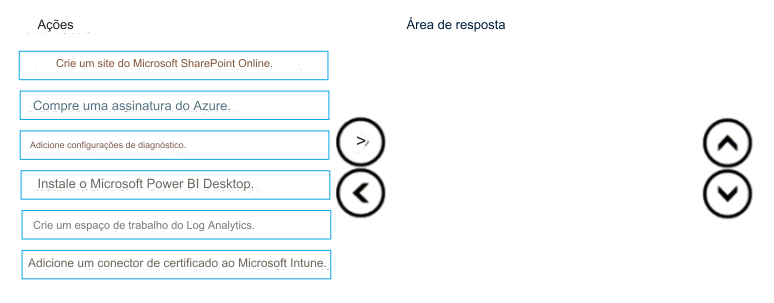 Ações
Área de resposta
Crie um site do Microsoft SharePoint Online.
Compre uma assinatura do Azure.
Adicione configurações de diagnóstico.
Instale o Microsoft Power BI Desktop.
Crie um espaço de trabalho do Log Analytics.
Adicione um conector de certificado ao Microsoft Intune.